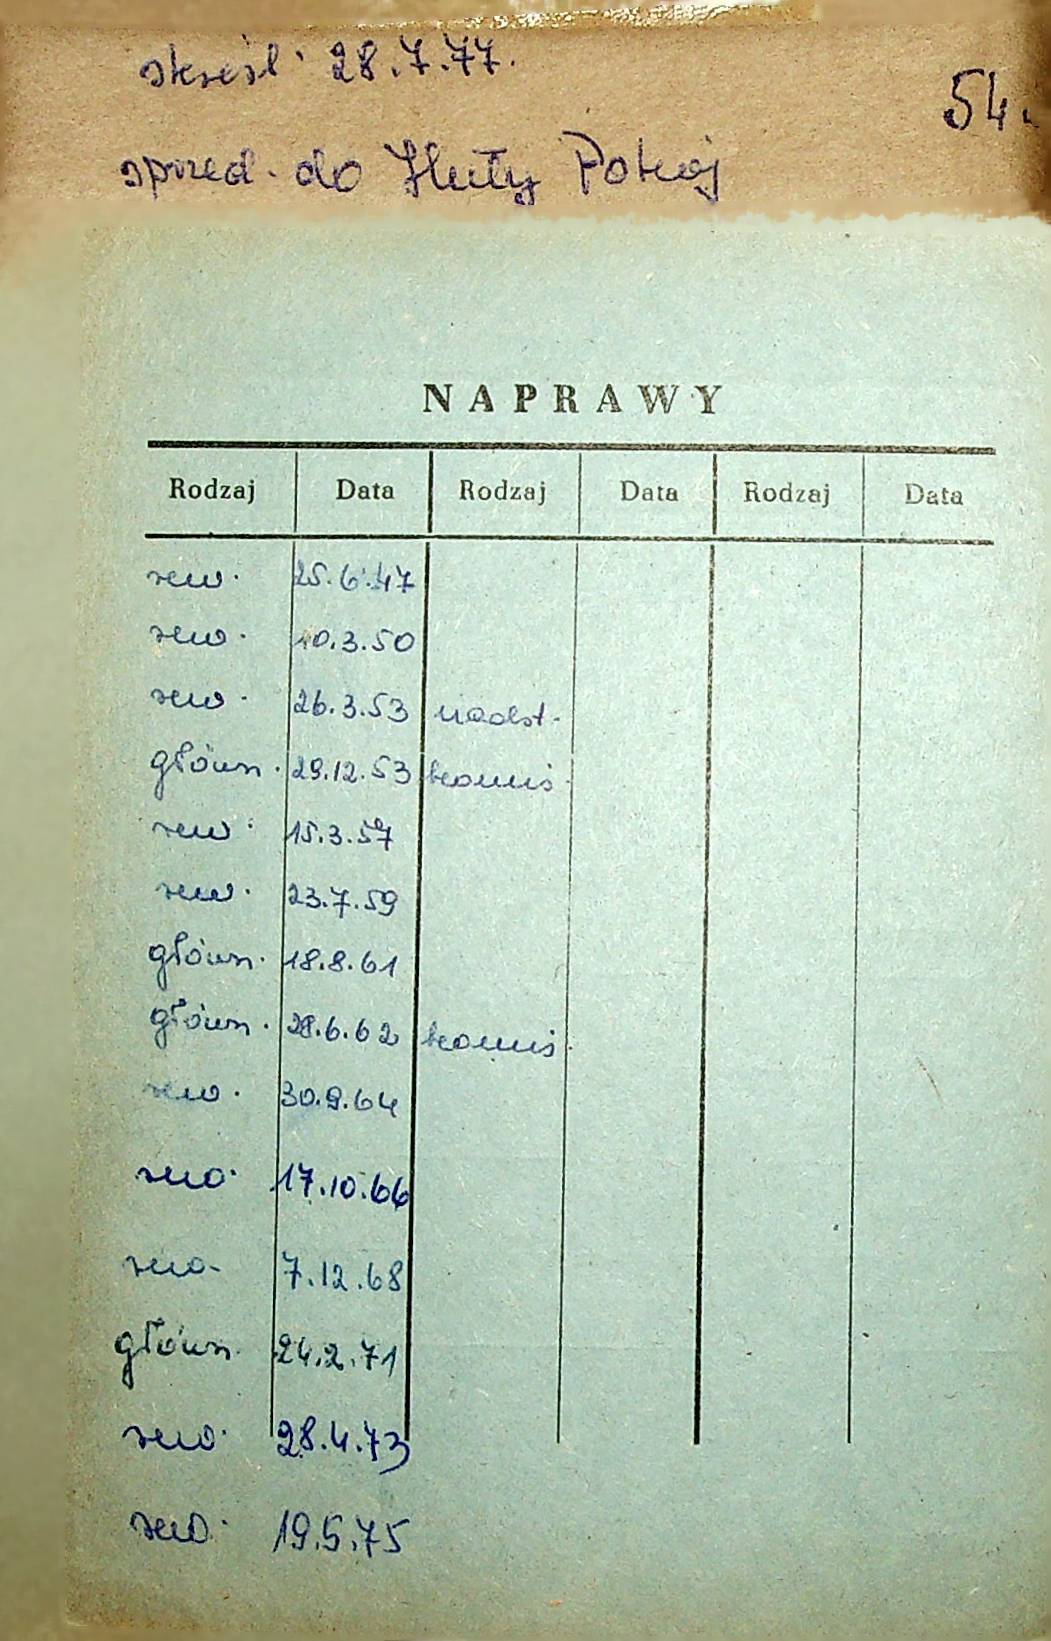 skreśl. 28.7.77.
54.
sprzed. do Huty Pokój
NAPRAWY
Rodzaj Data Rodzaj Data Rodzaj Data
rew. 25.6.47
rew. 10.3.50
rew. 26.3.53 nadst.
główn. 29.12.53
rew. 15.3.57
rew. 23.7.59
główn. 18.8.61
główn. 28.6.62
rew. 30.9.64
rew. 17.10.66
rew. 7.12.68
główn. 24.2.71
rew. 28.4.73
rew. 19.5.75